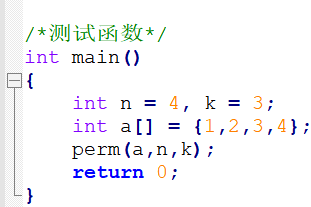 /*测试函数*/
int main()
{
    int n = 4, k = 3;
    int a[] = {1,2,3,4};
    perm(a,n,k);
    return 0;
}